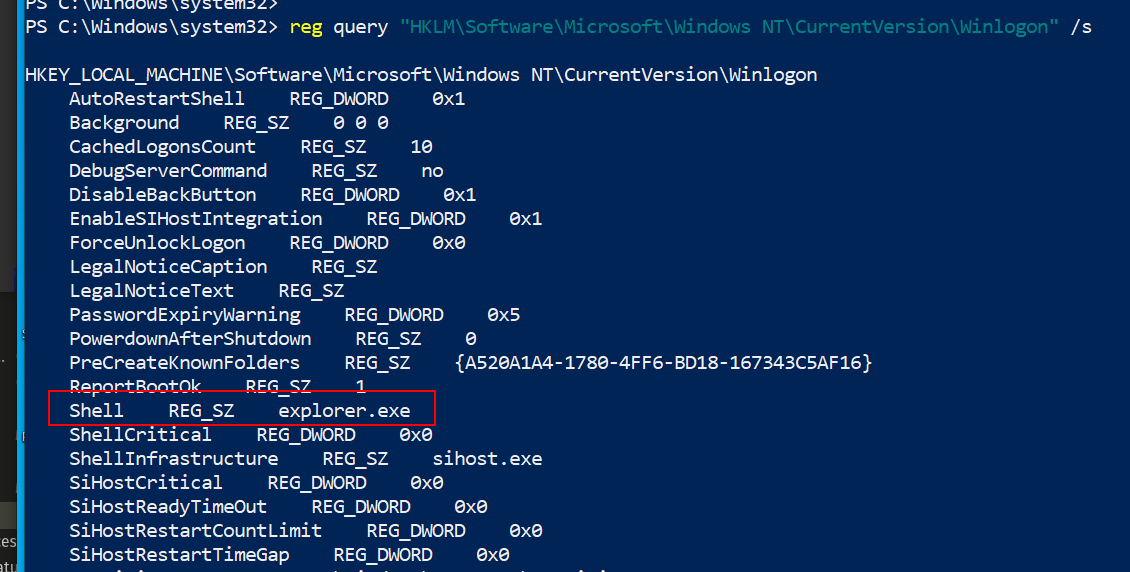 PS C:\Windows\system32>
PS C:\Windows\system32> reg query "HKLM\Software\Microsoft\Windows NT\CurrentVersion\Winlogon" /s
HKEY_LOCAL_MACHINE\Software\Microsoft\Windows NT\CurrentVersion\Winlogon
AutoRestartShell REG_DWORD 0x1
Background REG_SZ 0 0 0
CachedLogonsCount REG_SZ 10
DebugServerCommand REG_SZ no
DisableBackButton REG_DWORD 0x1
EnableSIHostIntegration REG_DWORD 0x1
ForceUnlockLogon REG_DWORD 0x0
LegalNoticeCaption REG_SZ
LegalNoticeText REG_SZ
PasswordExpiryWarning REG_DWORD 0x5
PowerdownAfterShutdown REG_SZ 0
PreCreateKnownFolders REG_SZ {A520A1A4-1780-4FF6-BD18-167343C5AF16}
ReportBootOk REG_SZ 1
Shell REG_SZ explorer.exe
ShellCritical REG_DWORD 0x0
ShellInfrastructure REG_SZ sihost.exe
SiHostCritical REG_DWORD 0x0
SiHostReadyTimeOut REG_DWORD 0x0
SiHostRestartCountLimit REG_DWORD 0x0
SiHostRestartTimeGap REG_DWORD 0x0